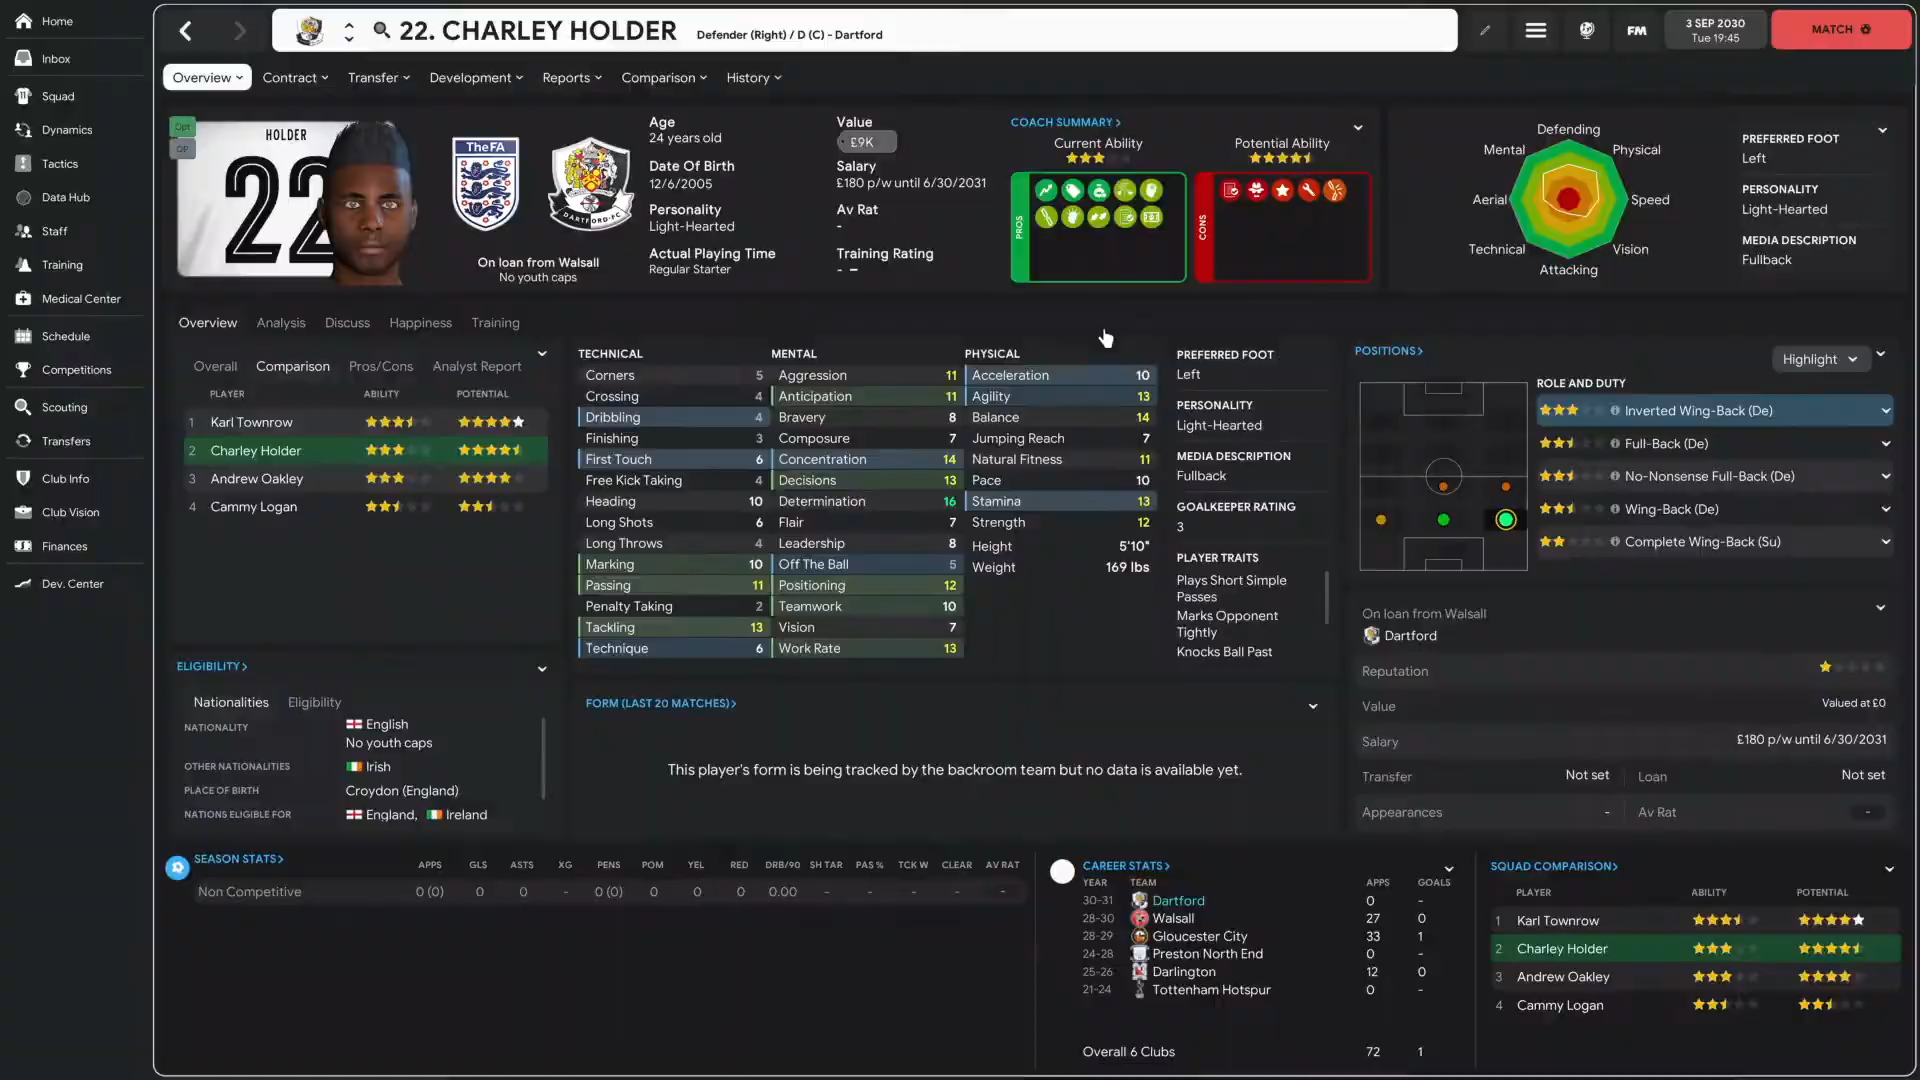 Home
Inbox
Squad
Dynamics
Tactics
Data Hub
Staff
Training
Medical Center
Schedule
Competitions
Scouting
Transfers
Club Info
Club Vision
Finances
Dev. Center
22. CHARLEY HOLDER Defender (Right) / D (C) - Dartford
FM
3 SEP 2030
Tue 19:45
MATCH
Overview Contract Transfer Development Reports Comparison History
HOLDER
22
The FA
DARTFORD FC
On loan from Walsall
No youth caps
Age
24 years old
Date Of Birth
12/6/2005
Personality
Light-Hearted
Actual Playing Time
Regular Starter
Value
£9K
Salary
£180 p/w until 6/30/2031
Av Rat
-
Training Rating
- –
COACH SUMMARY >
Current Ability
Potential Ability
PROS
CONS
Defending
Mental Physical
Aerial Speed
Technical Vision
Attacking
PREFERRED FOOT
Left
PERSONALITY
Light-Hearted
MEDIA DESCRIPTION
Fullback
Overview Analysis Discuss Happiness Training
Overall Comparison Pros/Cons Analyst Report
PLAYER ABILITY POTENTIAL
1 Karl Townrow
2 Charley Holder
3 Andrew Oakley
4 Cammy Logan
ELIGIBILITY >
Nationalities Eligibility
NATIONALITY English
No youth caps
OTHER NATIONALITIES Irish
PLACE OF BIRTH Croydon (England)
NATIONS ELIGIBLE FOR England, Ireland
TECHNICAL
Corners 5
Crossing 4
Dribbling 4
Finishing 3
First Touch 6
Free Kick Taking 4
Heading 10
Long Shots 6
Long Throws 4
Marking 10
Passing 11
Penalty Taking 2
Tackling 13
Technique 6
MENTAL
Aggression 11
Anticipation 11
Bravery 8
Composure 7
Concentration 14
Decisions 13
Determination 16
Flair 7
Leadership 8
Off The Ball 5
Positioning 12
Teamwork 10
Vision 7
Work Rate 13
PHYSICAL
Acceleration 10
Agility 13
Balance 14
Jumping Reach 7
Natural Fitness 11
Pace 10
Stamina 13
Strength 12
Height 5'10"
Weight 169 lbs
PREFERRED FOOT
Left
PERSONALITY
Light-Hearted
MEDIA DESCRIPTION
Fullback
GOALKEEPER RATING
3
PLAYER TRAITS
Plays Short Simple
Passes
Marks Opponent
Tightly
Knocks Ball Past
POSITIONS >
Highlight
ROLE AND DUTY
Inverted Wing-Back (De)
Full-Back (De)
No-Nonsense Full-Back (De)
Wing-Back (De)
Complete Wing-Back (Su)
On loan from Walsall
Dartford
Reputation
Value Valued at £0
Salary £180 p/w until 6/30/2031
Transfer Not set Loan Not set
Appearances - Av Rat -
FORM (LAST 20 MATCHES) >
This player's form is being tracked by the backroom team but no data is available yet.
SEASON STATS > APPS GLS ASTS XG PENS POM YEL RED DRB/90 SH TAR PAS % TCK W CLEAR AV RAT
Non Competitive 0 (0) 0 0 - 0 (0) 0 0 0 0.00 - - - - -
CAREER STATS >
YEAR TEAM APPS GOALS
30-31 Dartford 0 -
28-30 Walsall 27 0
28-29 Gloucester City 33 1
24-28 Preston North End 0 -
25-26 Darlington 12 0
21-24 Tottenham Hotspur 0 -
Overall 6 Clubs 72 1
SQUAD COMPARISON >
PLAYER ABILITY POTENTIAL
1 Karl Townrow
2 Charley Holder
3 Andrew Oakley
4 Cammy Logan